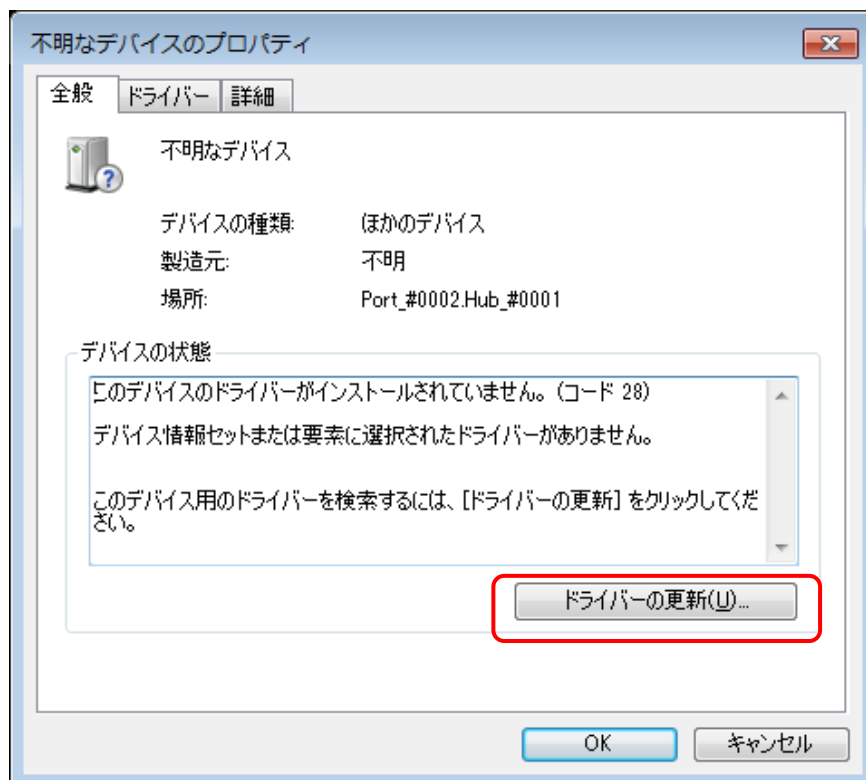 不明なデバイスのプロパティ
全般 ドライバー 詳細
不明なデバイス
デバイスの種類: ほかのデバイス
製造元: 不明
場所: Port_#0002.Hub_#0001
デバイスの状態
このデバイスのドライバーがインストールされていません。(コード 28)
デバイス情報セットまたは要素に選択されたドライバーがありません。
このデバイス用のドライバーを検索するには、[ドライバーの更新] をクリックしてくだ
さい。
ドライバーの更新(U)...
OK キャンセル